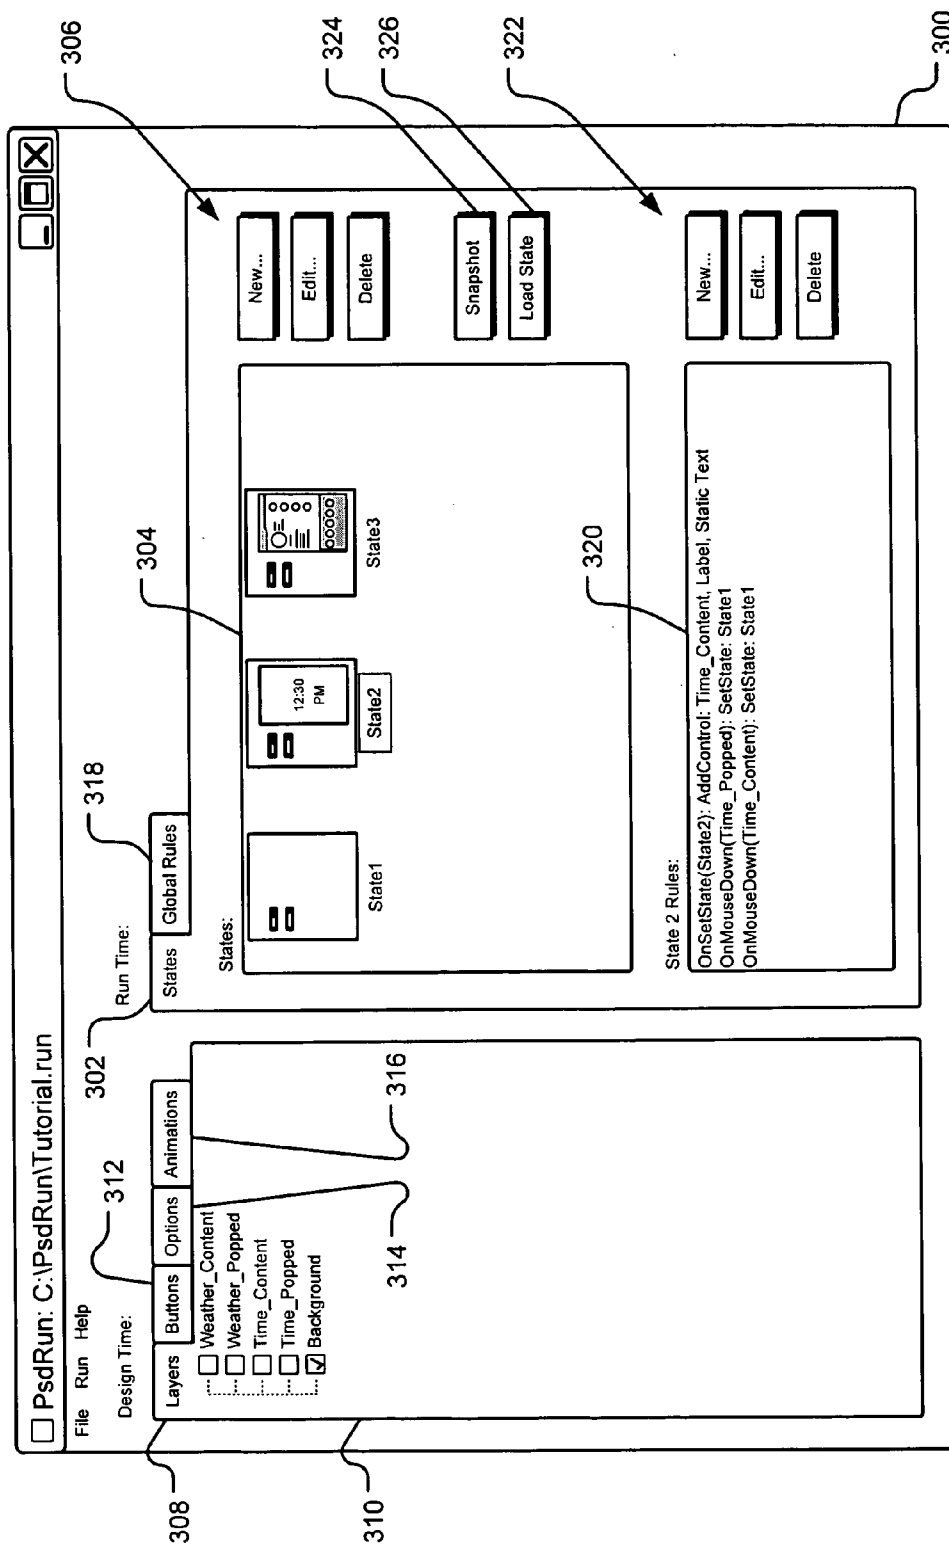 PsdRun: C:\PsdRun\Tutorial.run
File Run Help
Design Time:
Layers Buttons Options Animations
Weather_Content
Weather_Popped
Time_Content
Time_Popped
Background
Run Time:
States Global Rules
States:
State1
12:30
PM
State2
State3
New...
Edit...
Delete
Snapshot
Load State
State 2 Rules:
OnSetState(State2): AddControl: Time_Content, Label, Static Text
OnMouseDown(Time_Popped): SetState: State1
OnMouseDown(Time_Content): SetState: State1
New...
Edit...
Delete
308
310
312
314
316
302
318
304
320
306
324
326
322
300